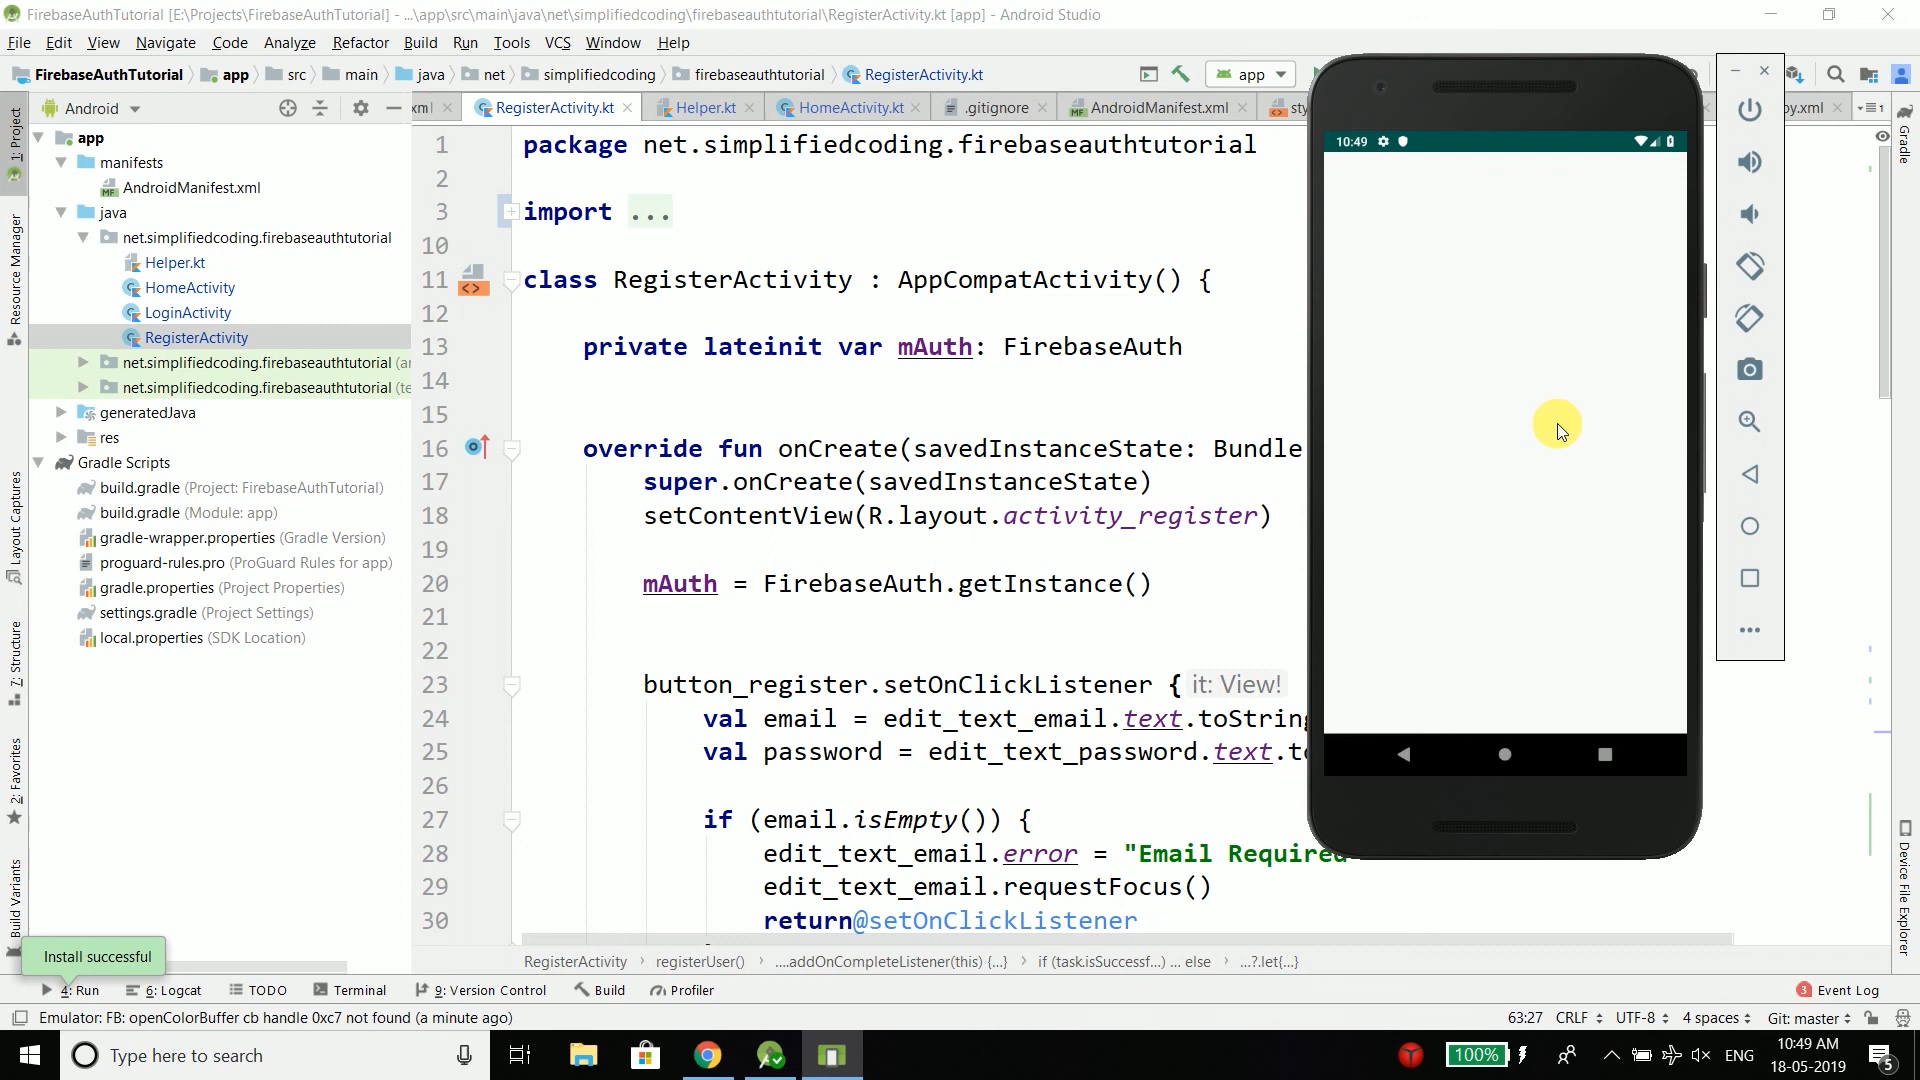 FirebaseAuthTutorial [E:\Projects\FirebaseAuthTutorial] - ...\app\src\main\java\net\simplifiedcoding\firebaseauthtutorial\RegisterActivity.kt [app] - Android Studio
File Edit View Navigate Code Analyze Refactor Build Run Tools VCS Window Help
FirebaseAuthTutorial app src main java net simplifiedcoding firebaseauthtutorial RegisterActivity.kt app
Android
RegisterActivity.kt Helper.kt HomeActivity.kt .gitignore AndroidManifest.xml
1: Project
Resource Manager
Layout Captures
7: Structure
2: Favorites
Build Variants
app
manifests
AndroidManifest.xml
java
net.simplifiedcoding.firebaseauthtutorial
Helper.kt
HomeActivity
LoginActivity
RegisterActivity
net.simplifiedcoding.firebaseauthtutorial
net.simplifiedcoding.firebaseauthtutorial
generatedJava
res
Gradle Scripts
build.gradle (Project: FirebaseAuthTutorial)
build.gradle (Module: app)
gradle-wrapper.properties (Gradle Version)
proguard-rules.pro (ProGuard Rules for app)
gradle.properties (Project Properties)
settings.gradle (Project Settings)
local.properties (SDK Location)
1 package net.simplifiedcoding.firebaseauthtutorial
2
3 import ...
10
11 class RegisterActivity : AppCompatActivity() {
12
13 private lateinit var mAuth: FirebaseAuth
14
15
16 override fun onCreate(savedInstanceState: Bundle
17 super.onCreate(savedInstanceState)
18 setContentView(R.layout.activity_register)
19
20 mAuth = FirebaseAuth.getInstance()
21
22
23 button_register.setOnClickListener { it: View!
24 val email = edit_text_email.text.toString
25 val password = edit_text_password.text.to
26
27 if (email.isEmpty()) {
28 edit_text_email.error = "Email Required
29 edit_text_email.requestFocus()
30 return@setOnClickListener
10:49
Gradle
Device File Explorer
Install successful
RegisterActivity registerUser() ....addOnCompleteListener(this) {...} if (task.isSuccessf...) ... else ...?.let{...}
4: Run 6: Logcat TODO Terminal 9: Version Control Build Profiler 3 Event Log
Emulator: FB: openColorBuffer cb handle 0xc7 not found (a minute ago) 63:27 CRLF UTF-8 4 spaces Git: master
Type here to search 100% ENG 10:49 AM
18-05-2019 5